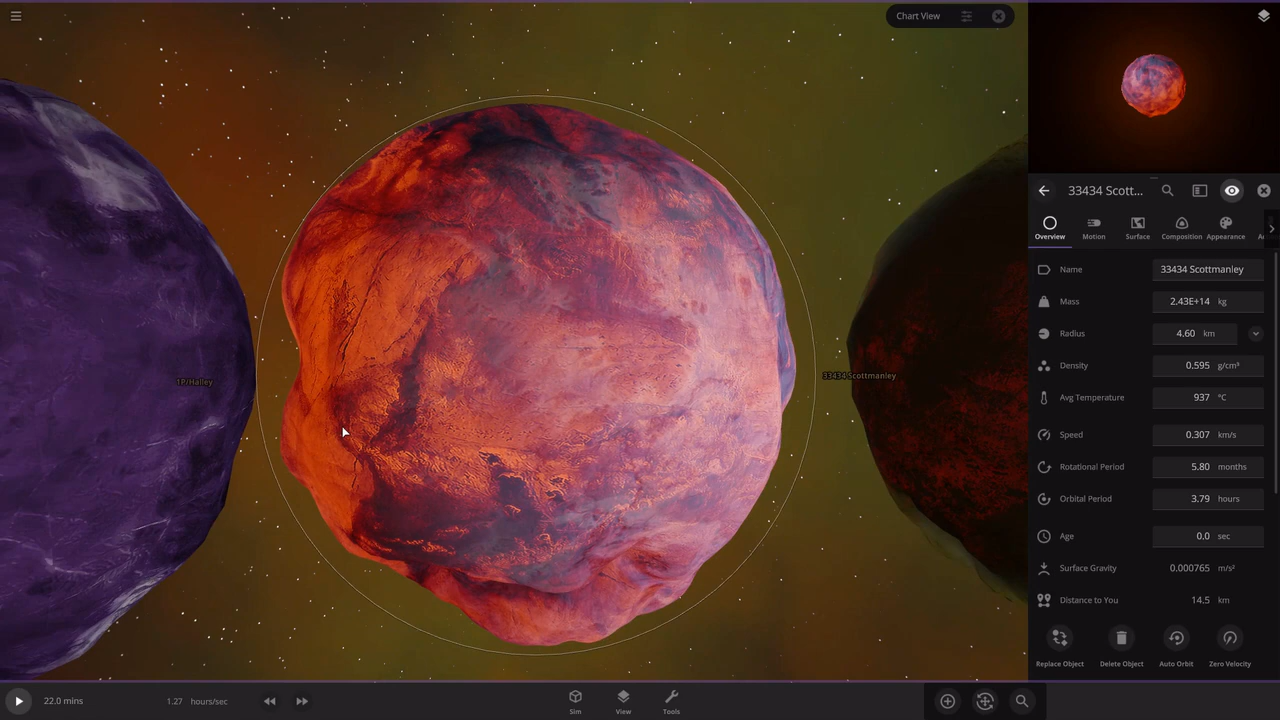 Chart View
33434 Scott...
Overview
Motion
Surface
Composition
Appearance
Name 33434 Scottmanley
Mass 2.43E+14 kg
Radius 4.60 km
Density 0.595 g/cm³
Avg Temperature 937 °C
Speed 0.307 km/s
Rotational Period 5.80 months
Orbital Period 3.79 hours
Age 0.0 sec
Surface Gravity 0.000765 m/s²
Distance to You 14.5 km
Replace Object
Delete Object
Auto Orbit
Zero Velocity
1P/Halley
33434 Scottmanley
22.0 mins
1.27 hours/sec
Sim
View
Tools